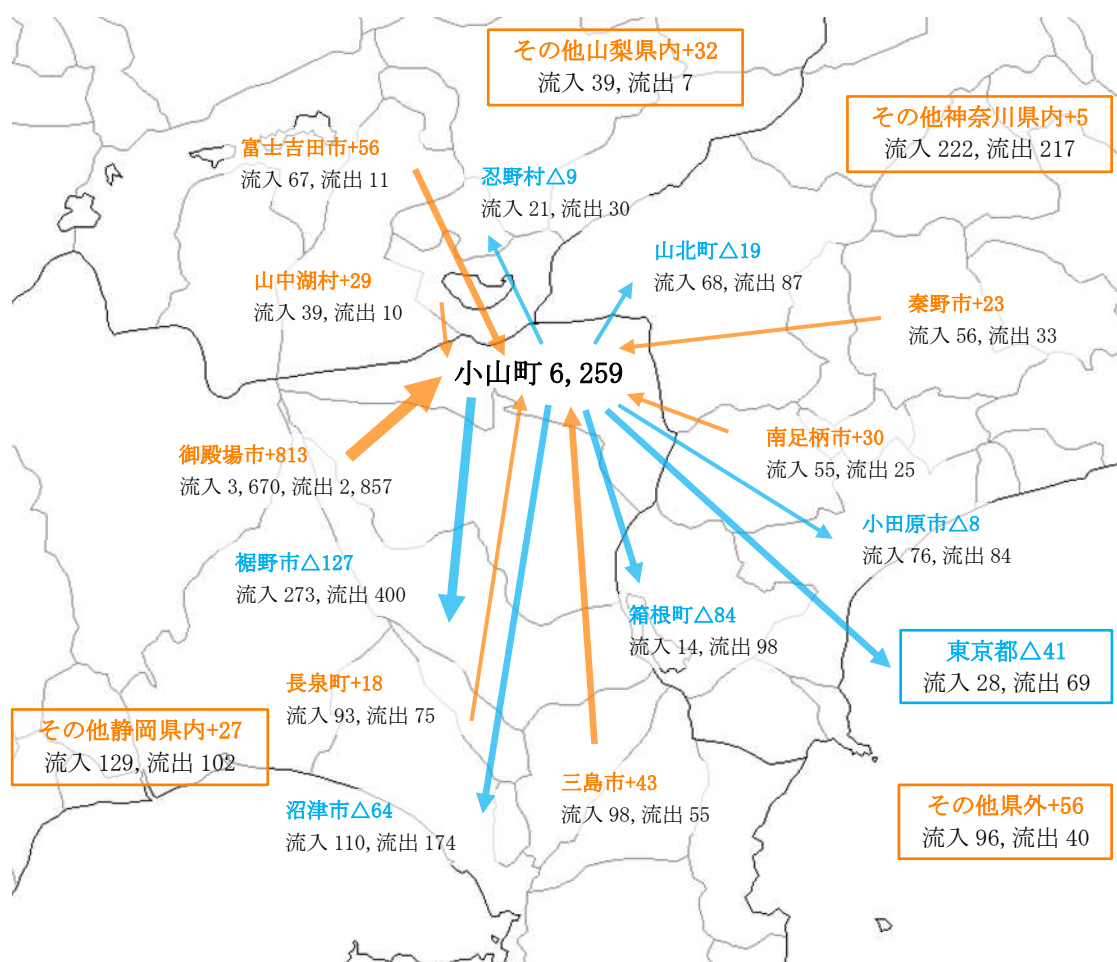 その他山梨県内+32
流入 39, 流出 7
その他神奈川県内+5
流入 222, 流出 217
富士吉田市+56
流入 67, 流出 11
忍野村△9
流入 21, 流出 30
山北町△19
流入 68, 流出 87
山中湖村+29
流入 39, 流出 10
秦野市+23
流入 56, 流出 33
小山町 6,259
御殿場市+813
流入 3,670, 流出 2,857
南足柄市+30
流入 55, 流出 25
小田原市△8
流入 76, 流出 84
裾野市△127
流入 273, 流出 400
箱根町△84
流入 14, 流出 98
東京都△41
流入 28, 流出 69
長泉町+18
流入 93, 流出 75
その他静岡県内+27
流入 129, 流出 102
三島市+43
流入 98, 流出 55
沼津市△64
流入 110, 流出 174
その他県外+56
流入 96, 流出 40